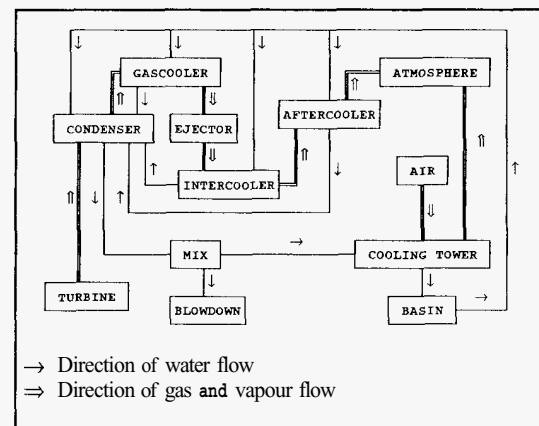 GASCOOLER
ATMOSPHERE
AFTERCOOLER
CONDENSER
EJECTOR
INTERCOOLER
AIR
MIX
COOLING TOWER
TURBINE
BLOWDOWN
BASIN
→ Direction of water flow
⇒ Direction of gas and vapour flow